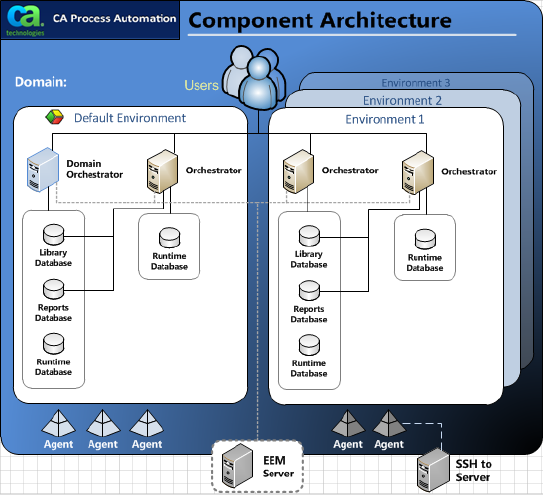 ca
technologies
CA Process Automation
Component Architecture
Domain:
Users
Environment 3
Environment 2
Default Environment
Environment 1
Domain
Orchestrator
Orchestrator
Orchestrator
Orchestrator
Library
Database
Reports
Database
Runtime
Database
Runtime
Database
Library
Database
Reports
Database
Runtime
Database
Runtime
Database
Agent
Agent
Agent
Agent
Agent
EEM
Server
SSH to
Server